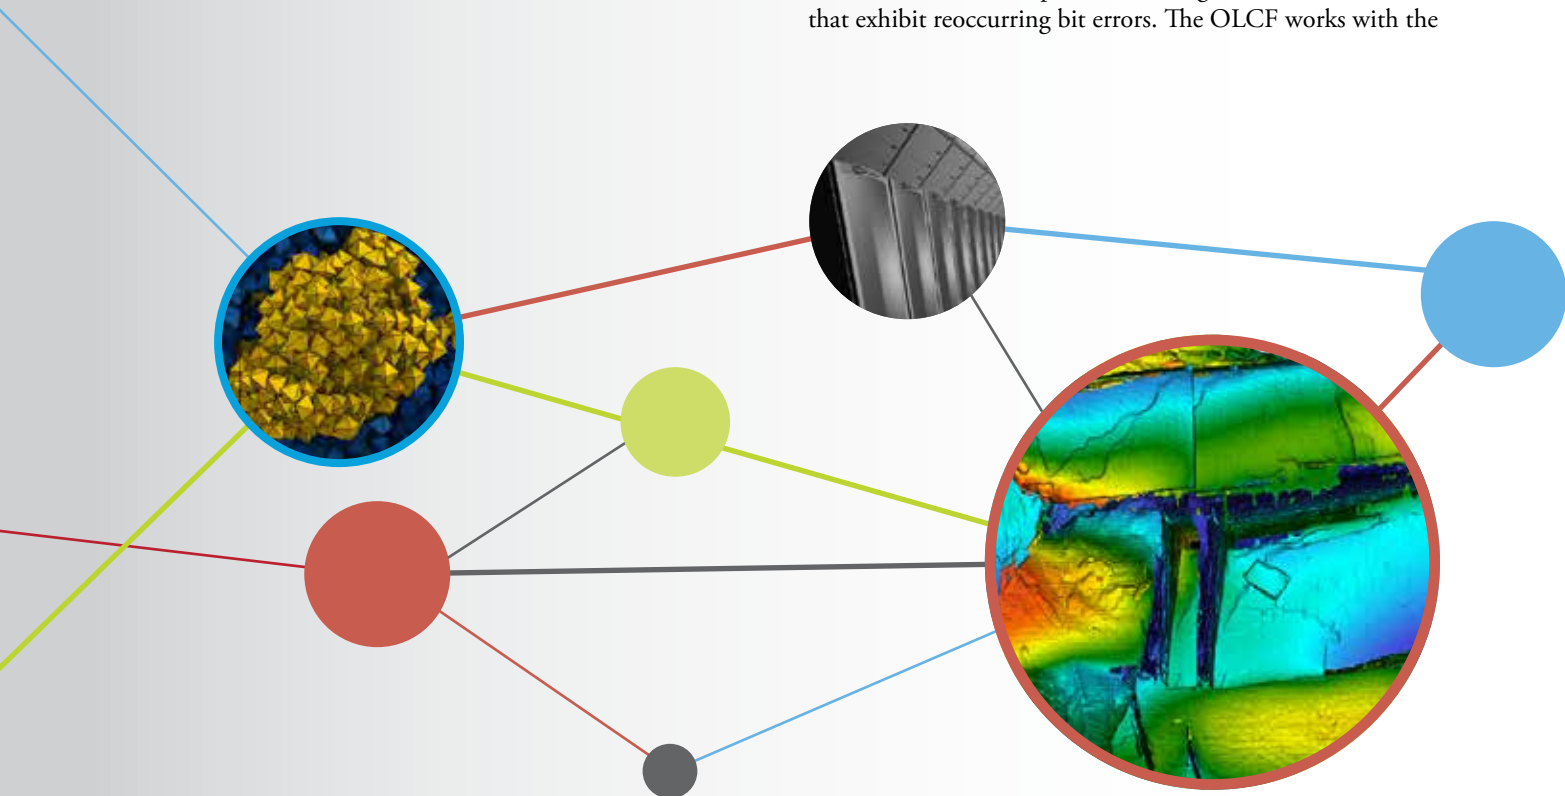 that exhibit reoccurring bit errors. The OLCF works with the